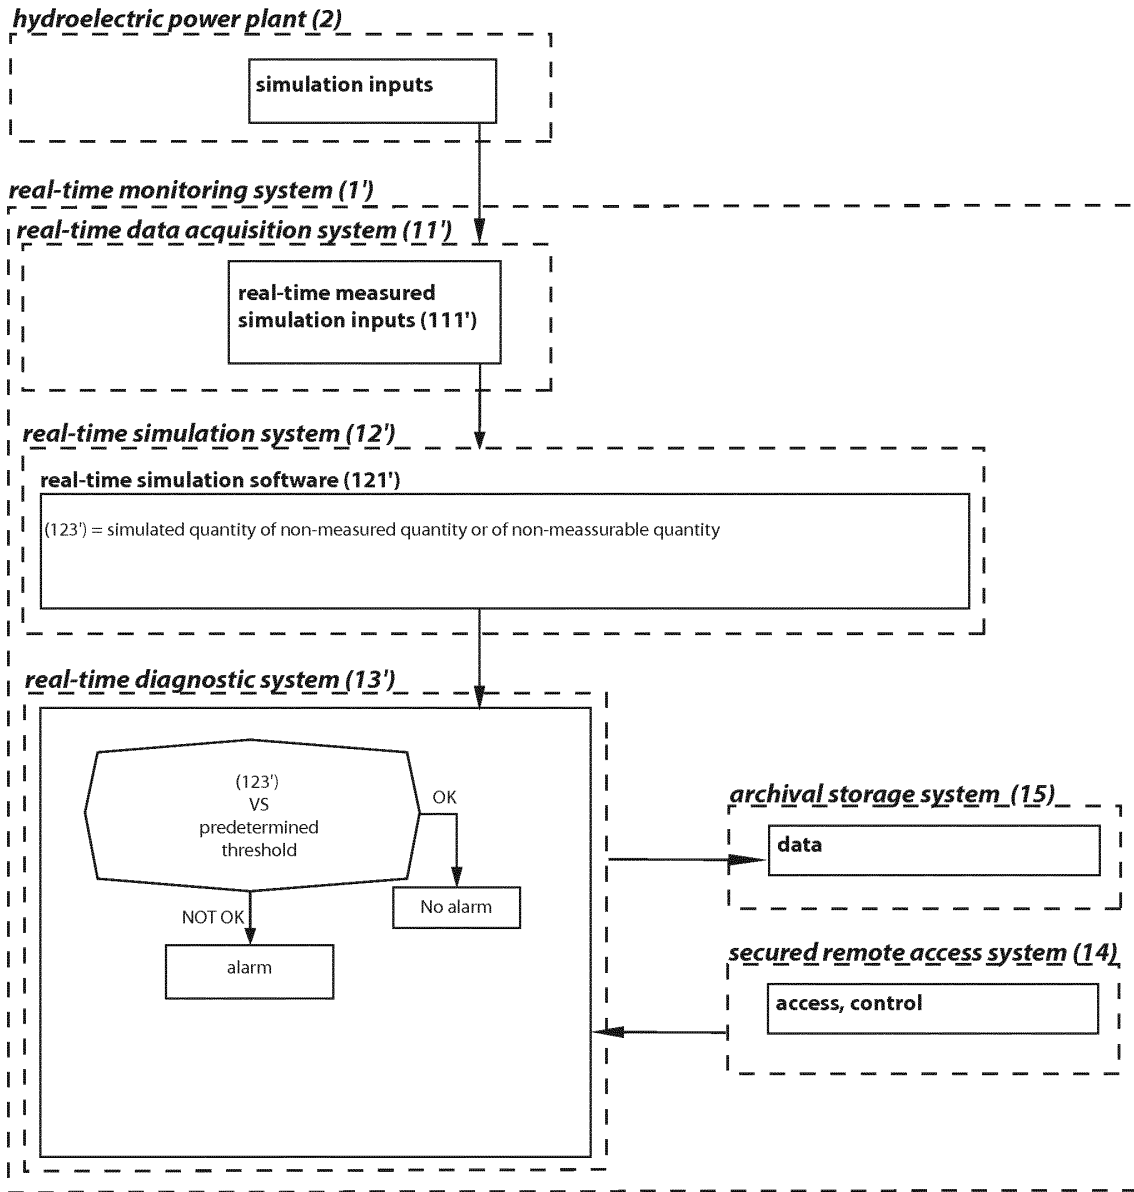 hydroelectric power plant (2)
simulation inputs
real-time monitoring system (1')
real-time data acquisition system (11')
real-time measured
simulation inputs (111')
real-time simulation system (12')
real-time simulation software (121')
(123') = simulated quantity of non-measured quantity or of non-meassurable quantity
real-time diagnostic system (13')
(123')
VS
predetermined
threshold
OK
No alarm
NOT OK
alarm
archival storage system (15)
data
secured remote access system (14)
access, control